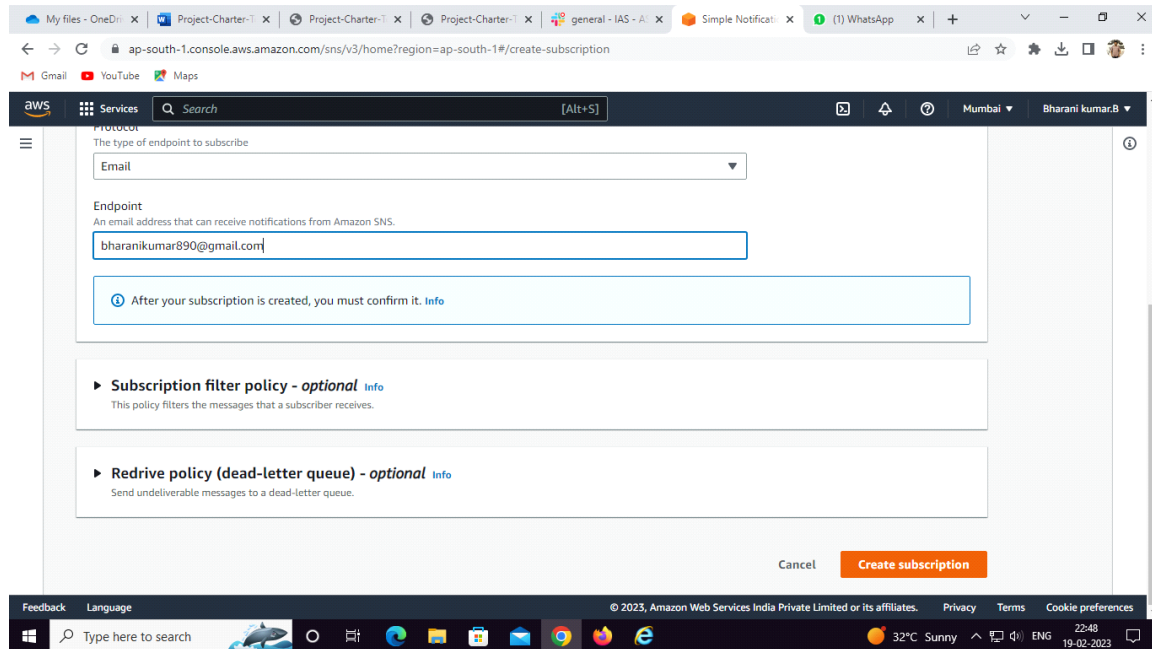 My files - OneDri
Project-Charter-T
Project-Charter-T
Project-Charter-T
general - IAS - A
Simple Notificati
(1) WhatsApp
ap-south-1.console.aws.amazon.com/sns/v3/home?region=ap-south-1#/create-subscription
Gmail YouTube Maps
aws Services Search [Alt+S] Mumbai Bharani kumar.B
Protocol
The type of endpoint to subscribe
Email
Endpoint
An email address that can receive notifications from Amazon SNS.
bharanikumar890@gmail.com
After your subscription is created, you must confirm it. Info
Subscription filter policy - optional Info
This policy filters the messages that a subscriber receives.
Redrive policy (dead-letter queue) - optional Info
Send undeliverable messages to a dead-letter queue.
Cancel Create subscription
Feedback Language © 2023, Amazon Web Services India Private Limited or its affiliates. Privacy Terms Cookie preferences
Type here to search 32°C Sunny ENG 22:48
19-02-2023